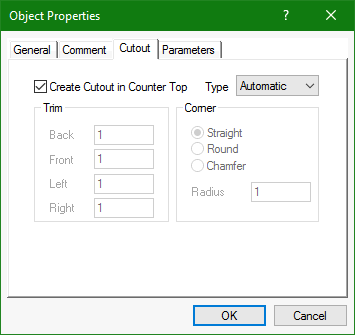 Object Properties ? ×
General Comment Cutout Parameters
Create Cutout in Counter Top Type Automatic
Trim
Back 1
Front 1
Left 1
Right 1
Corner
Straight
Round
Chamfer
Radius 1
OK Cancel